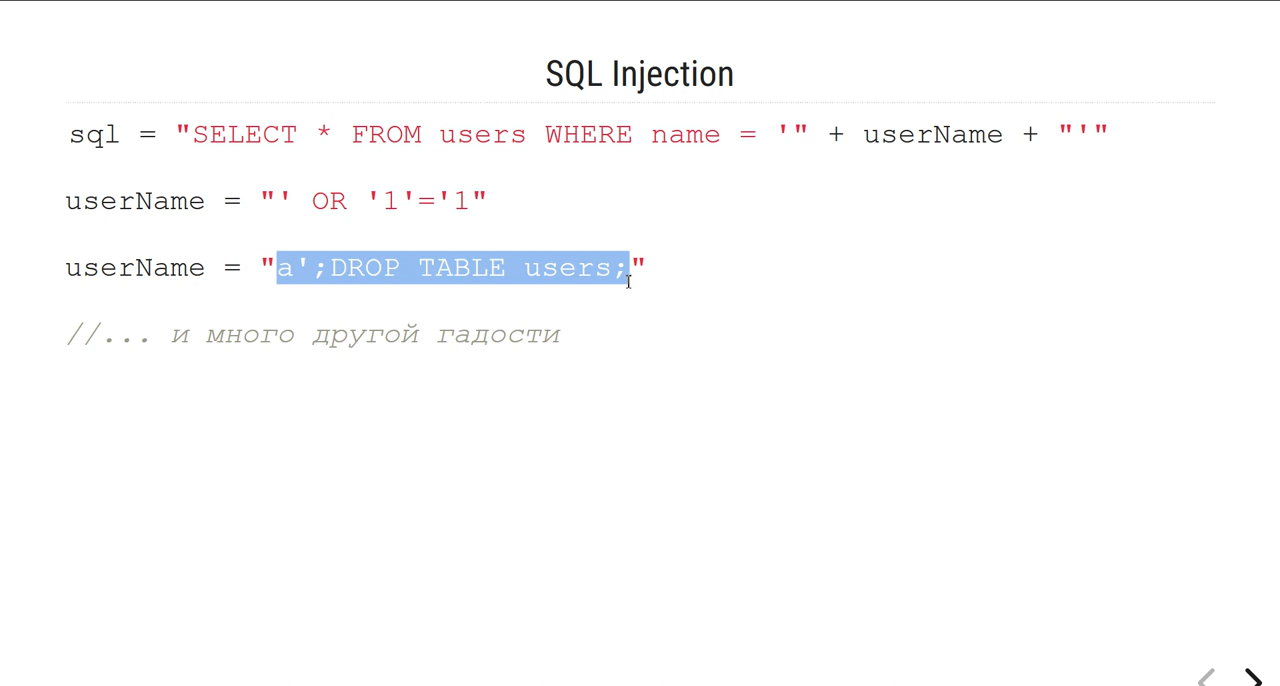 SQL Injection
sql = "SELECT * FROM users WHERE name = '" + userName + "'"
userName = "' OR '1'='1"
userName = "a';DROP TABLE users;"
//... и много другой гадости